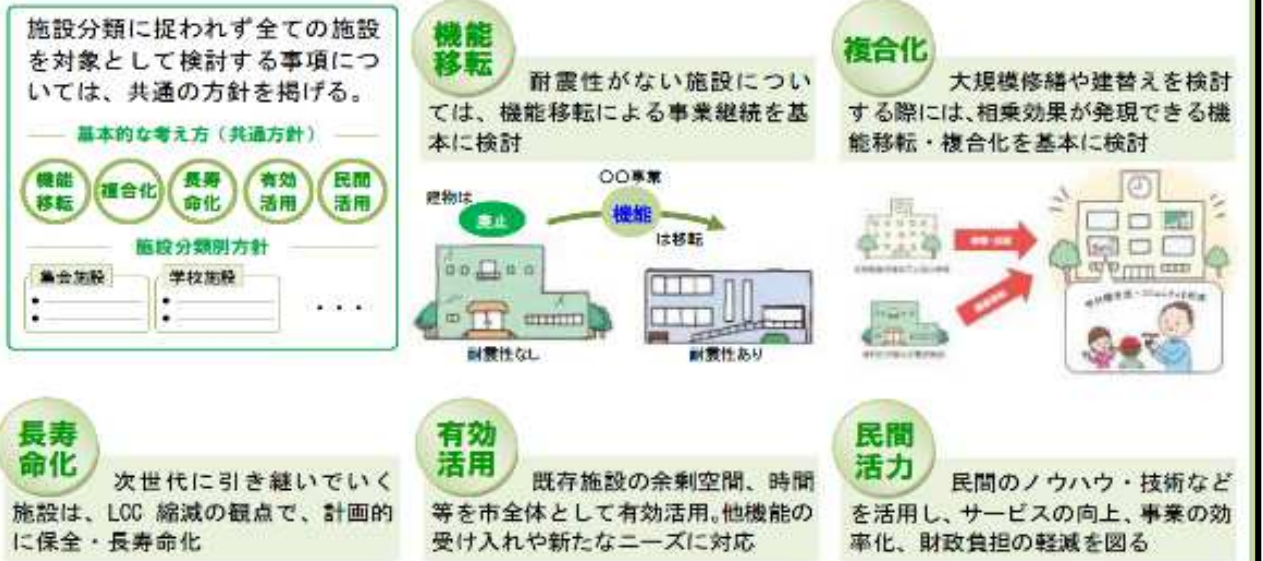 施設分類に捉われず全ての施設
を対象として検討する事項につ
いては、共通の方針を掲げる。
基本的な考え方（共通方針）
機能
移転
複合化
長寿
命化
有効
活用
民間
活用
施設分類別方針
集会施設
学校施設
・・・
機能
移転
耐震性がない施設につい
ては、機能移転による事業継続を基
本に検討
建物は
廃止
〇〇事業
機能
は移転
耐震性なし
耐震性あり
複合化
大規模修繕や建替えを検討
する際には、相乗効果が発現できる機
能移転・複合化を基本に検討
長寿
命化
次世代に引き継いでいく
施設は、LCC 縮減の観点で、計画的
に保全・長寿命化
有効
活用
既存施設の余剰空間、時間
等を市全体として有効活用。他機能の
受け入れや新たなニーズに対応
民間
活力
民間のノウハウ・技術など
を活用し、サービスの向上、事業の効
率化、財政負担の軽減を図る